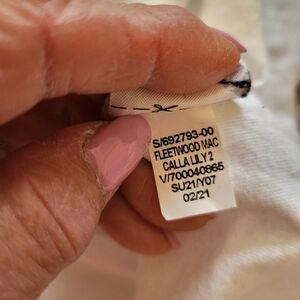 S/692793-00
FLEETWOOD MAC
CALLA LILY 2
V/700040865
SU21/Y07
02/21